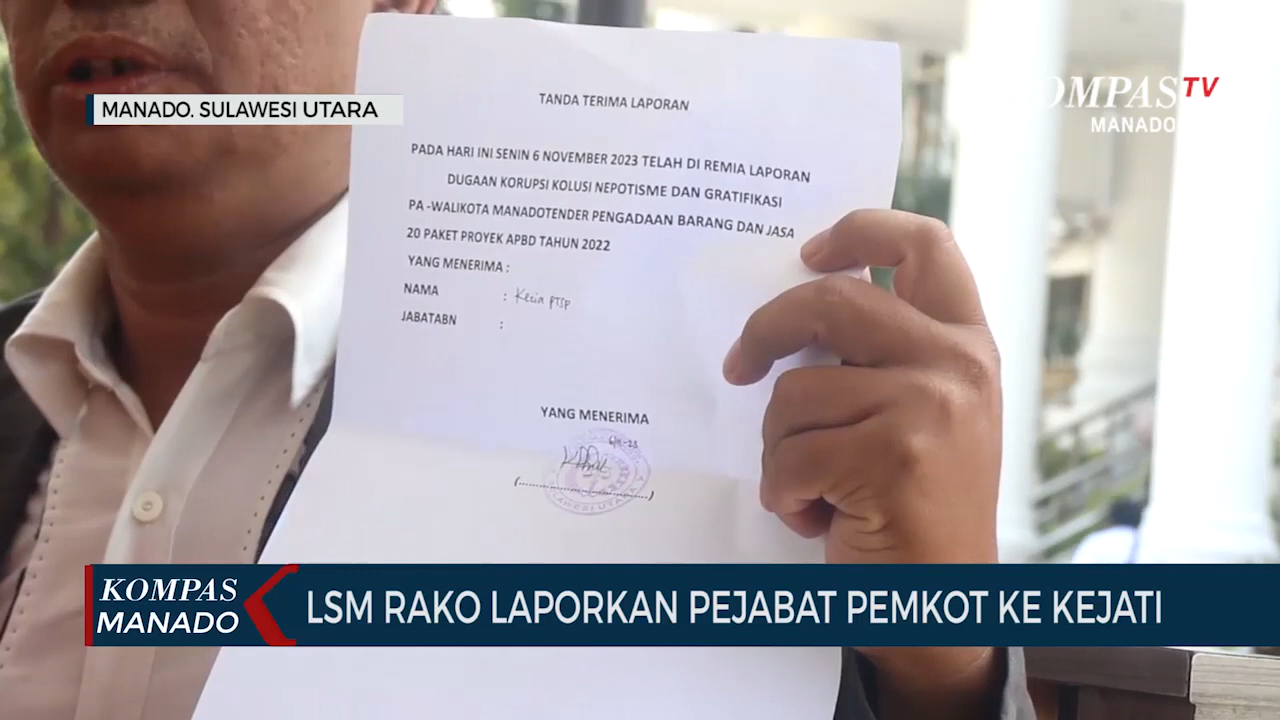 MANADO. SULAWESI UTARA
KOMPAS TV
MANADO
TANDA TERIMA LAPORAN
PADA HARI INI SENIN 6 NOVEMBER 2023 TELAH DI REMIA LAPORAN
DUGAAN KORUPSI KOLUSI NEPOTISME DAN GRATIFIKASI
PA -WALIKOTA MANADOTENDER PENGADAAN BARANG DAN JASA
20 PAKET PROYEK APBD TAHUN 2022
YANG MENERIMA :
NAMA : Kezia PTSP
JABATABN :
YANG MENERIMA
(..............................)
KOMPAS
MANADO
LSM RAKO LAPORKAN PEJABAT PEMKOT KE KEJATI